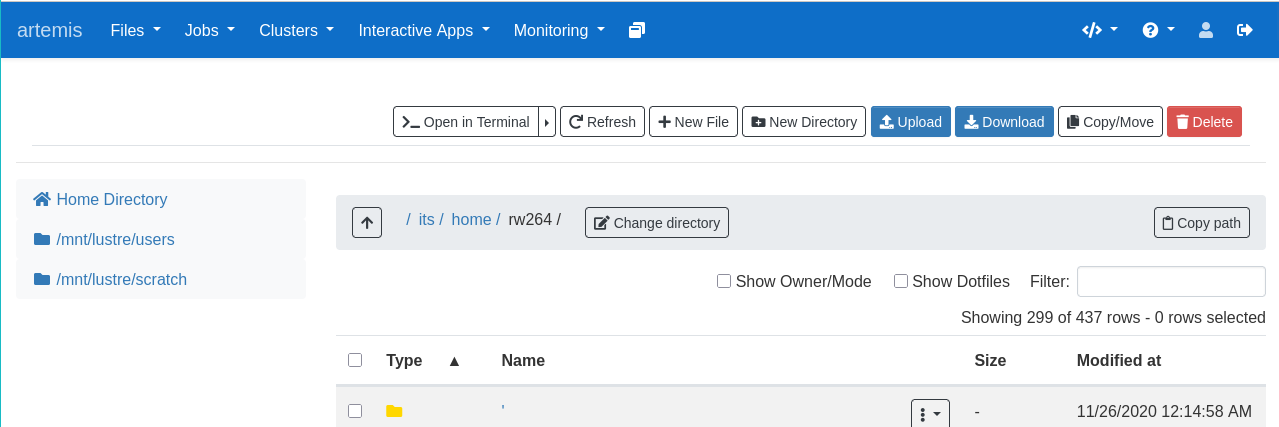 artemis Files Jobs Clusters Interactive Apps Monitoring
Open in Terminal Refresh New File New Directory Upload Download Copy/Move Delete
Home Directory
/mnt/lustre/users
/mnt/lustre/scratch
/ its / home / rw264 / Change directory Copy path
Show Owner/Mode Show Dotfiles Filter:
Showing 299 of 437 rows - 0 rows selected
Type ▲ Name Size Modified at
' - 11/26/2020 12:14:58 AM